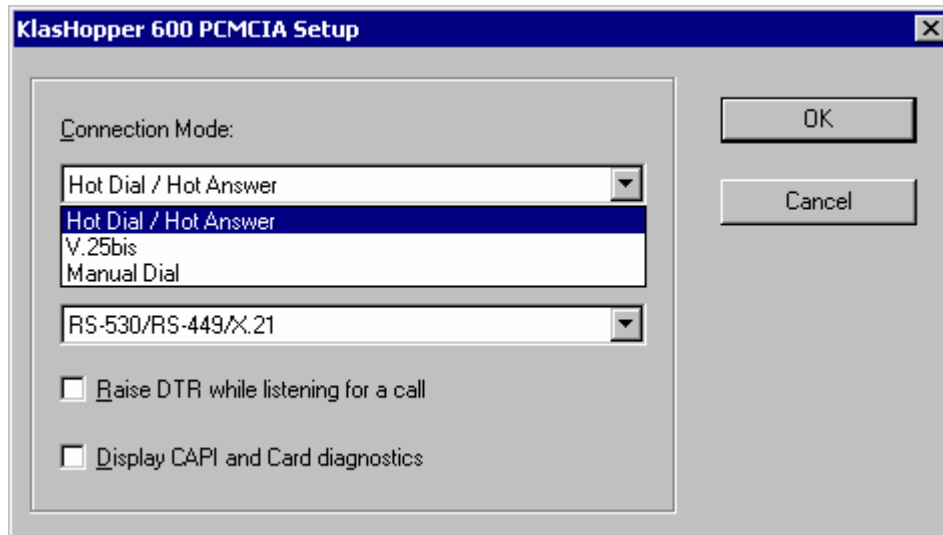 KlasHopper 600 PCMCIA Setup
Connection Mode:
OK
Hot Dial / Hot Answer
Cancel
Hot Dial / Hot Answer
V.25bis
Manual Dial
RS-530/RS-449/X.21
Raise DTR while listening for a call
Display CAPI and Card diagnostics